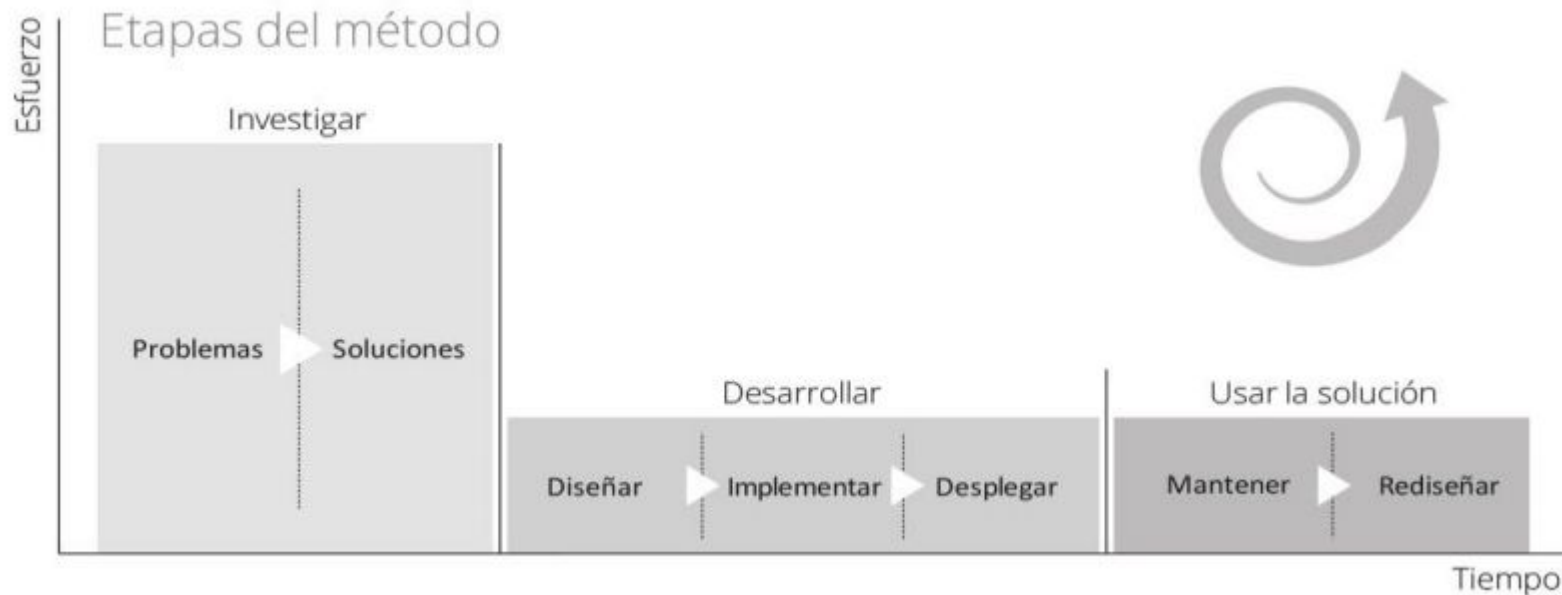 Esfuerzo
Etapas del método
Investigar
Problemas
Soluciones
Desarrollar
Diseñar
Implementar
Desplegar
Usar la solución
Mantener
Rediseñar
Tiempo